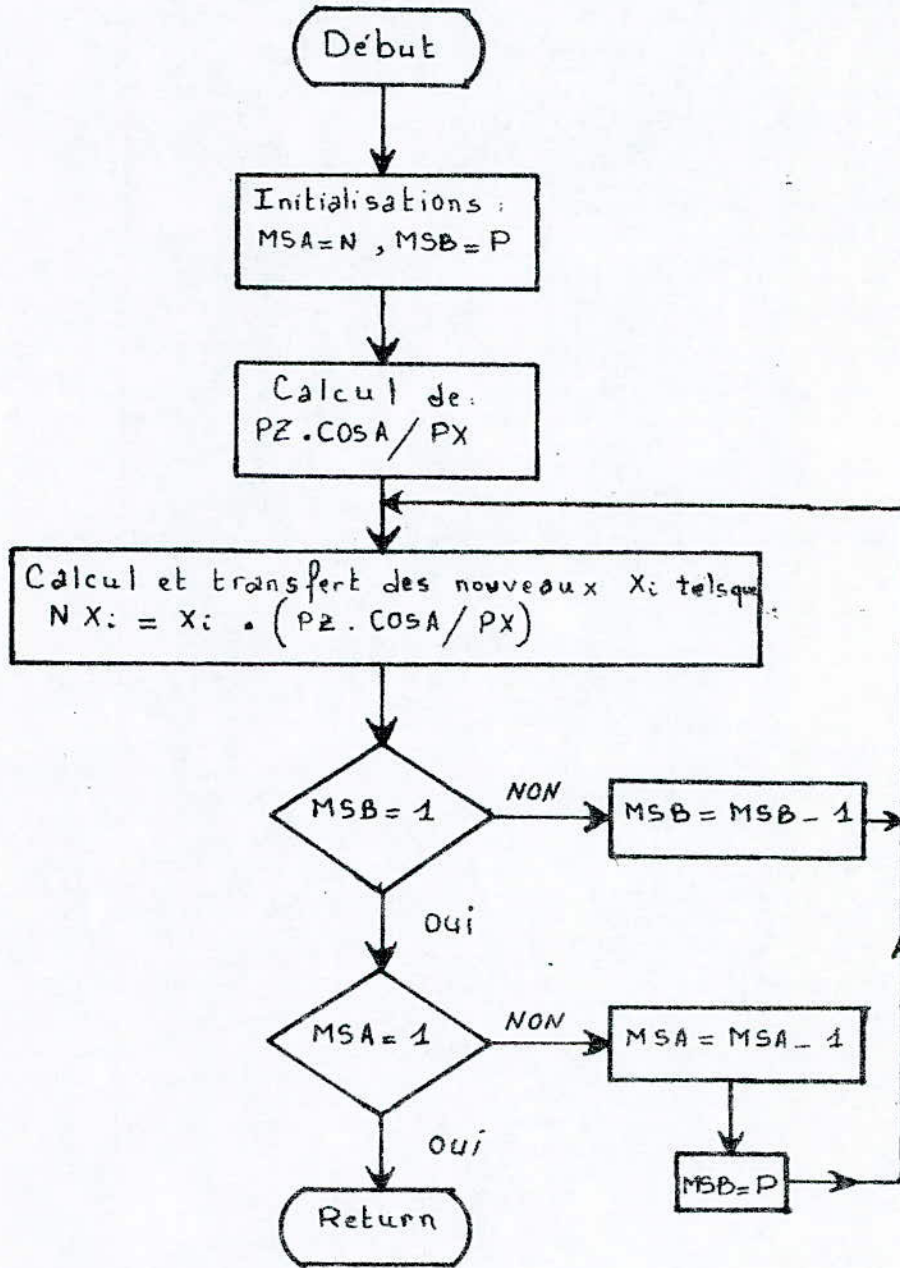 Début
Initialisations :
MSA = N , MSB = P
Calcul de :
PZ . COSA / PX
Calcul et transfert des nouveaux Xi telsque
N Xi = Xi . (PZ . COSA / PX)
MSB = 1
NON
MSB = MSB - 1
oui
MSA = 1
NON
MSA = MSA - 1
oui
MSB = P
Return